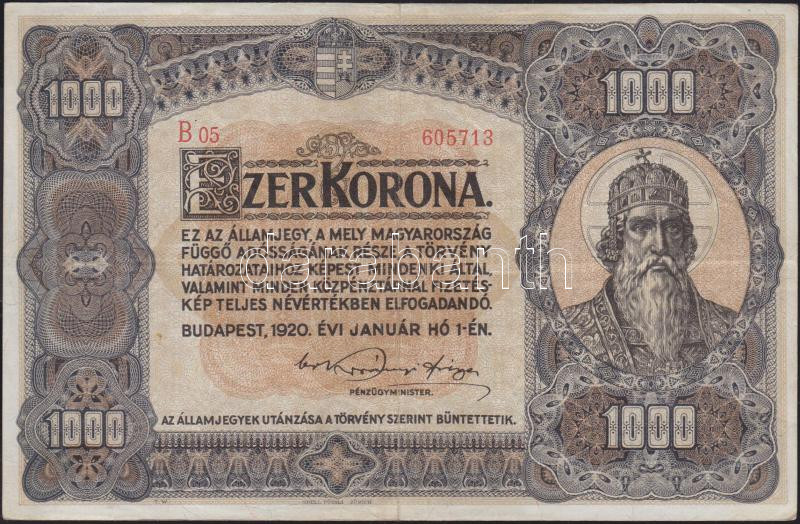 1000
1000
B 05 605713
EZER KORONA.
EZ AZ ÁLLAMJEGY, A MELY MAGYARORSZÁG
FÜGGŐ ADÓSSÁGÁNAK RÉSZE A TÖRVÉNY
HATÁROZATAIHOZ KÉPEST MINDENKI ÁLTAL,
VALAMINT MINDEN KÖZPÉNZTÁRNÁL FIZETÉS-
KÉP TELJES NÉVÉRTÉKBEN ELFOGADANDÓ.
BUDAPEST, 1920. ÉVI JANUÁR HÓ 1-ÉN.
PÉNZÜGYMINISTER.
AZ ÁLLAMJEGYEK UTÁNZÁSA A TÖRVÉNY SZERINT BÜNTETTETIK.
1000
1000
darabanth